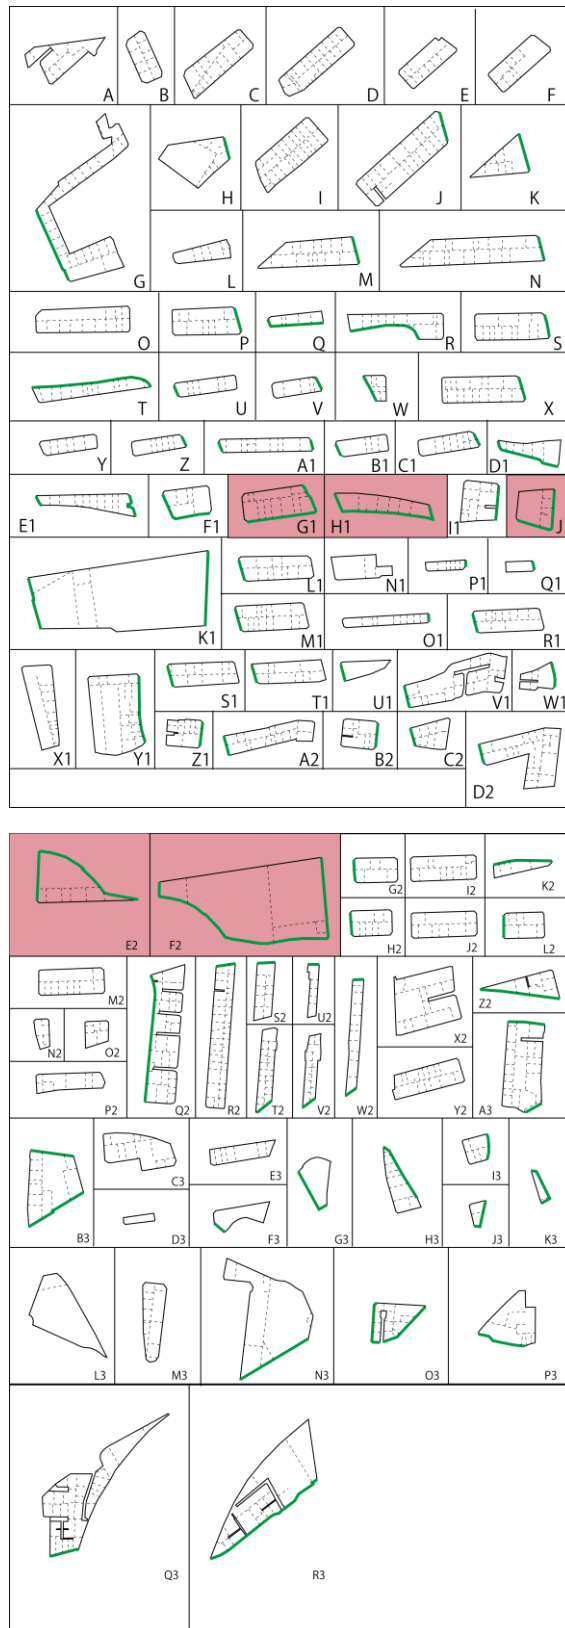 A B C D E F
G H I J K
L M N
O P Q R S
T U V W X
Y Z A1 B1 C1 D1
E1 F1 G1 H1 I1 J
K1 L1 N1 P1 Q1
M1 O1 R1
X1 Y1 S1 T1 U1 V1 W1
Z1 A2 B2 C2 D2
E2 F2 G2 I2 K2
H2 J2 L2
M2 Q2 R2 S2 U2 W2 X2 Z2
N2 O2
P2 T2 V2 Y2 A3
B3 C3 E3 G3 H3 I3 K3
D3 F3 J3
L3 M3 N3 O3 P3
Q3 R3